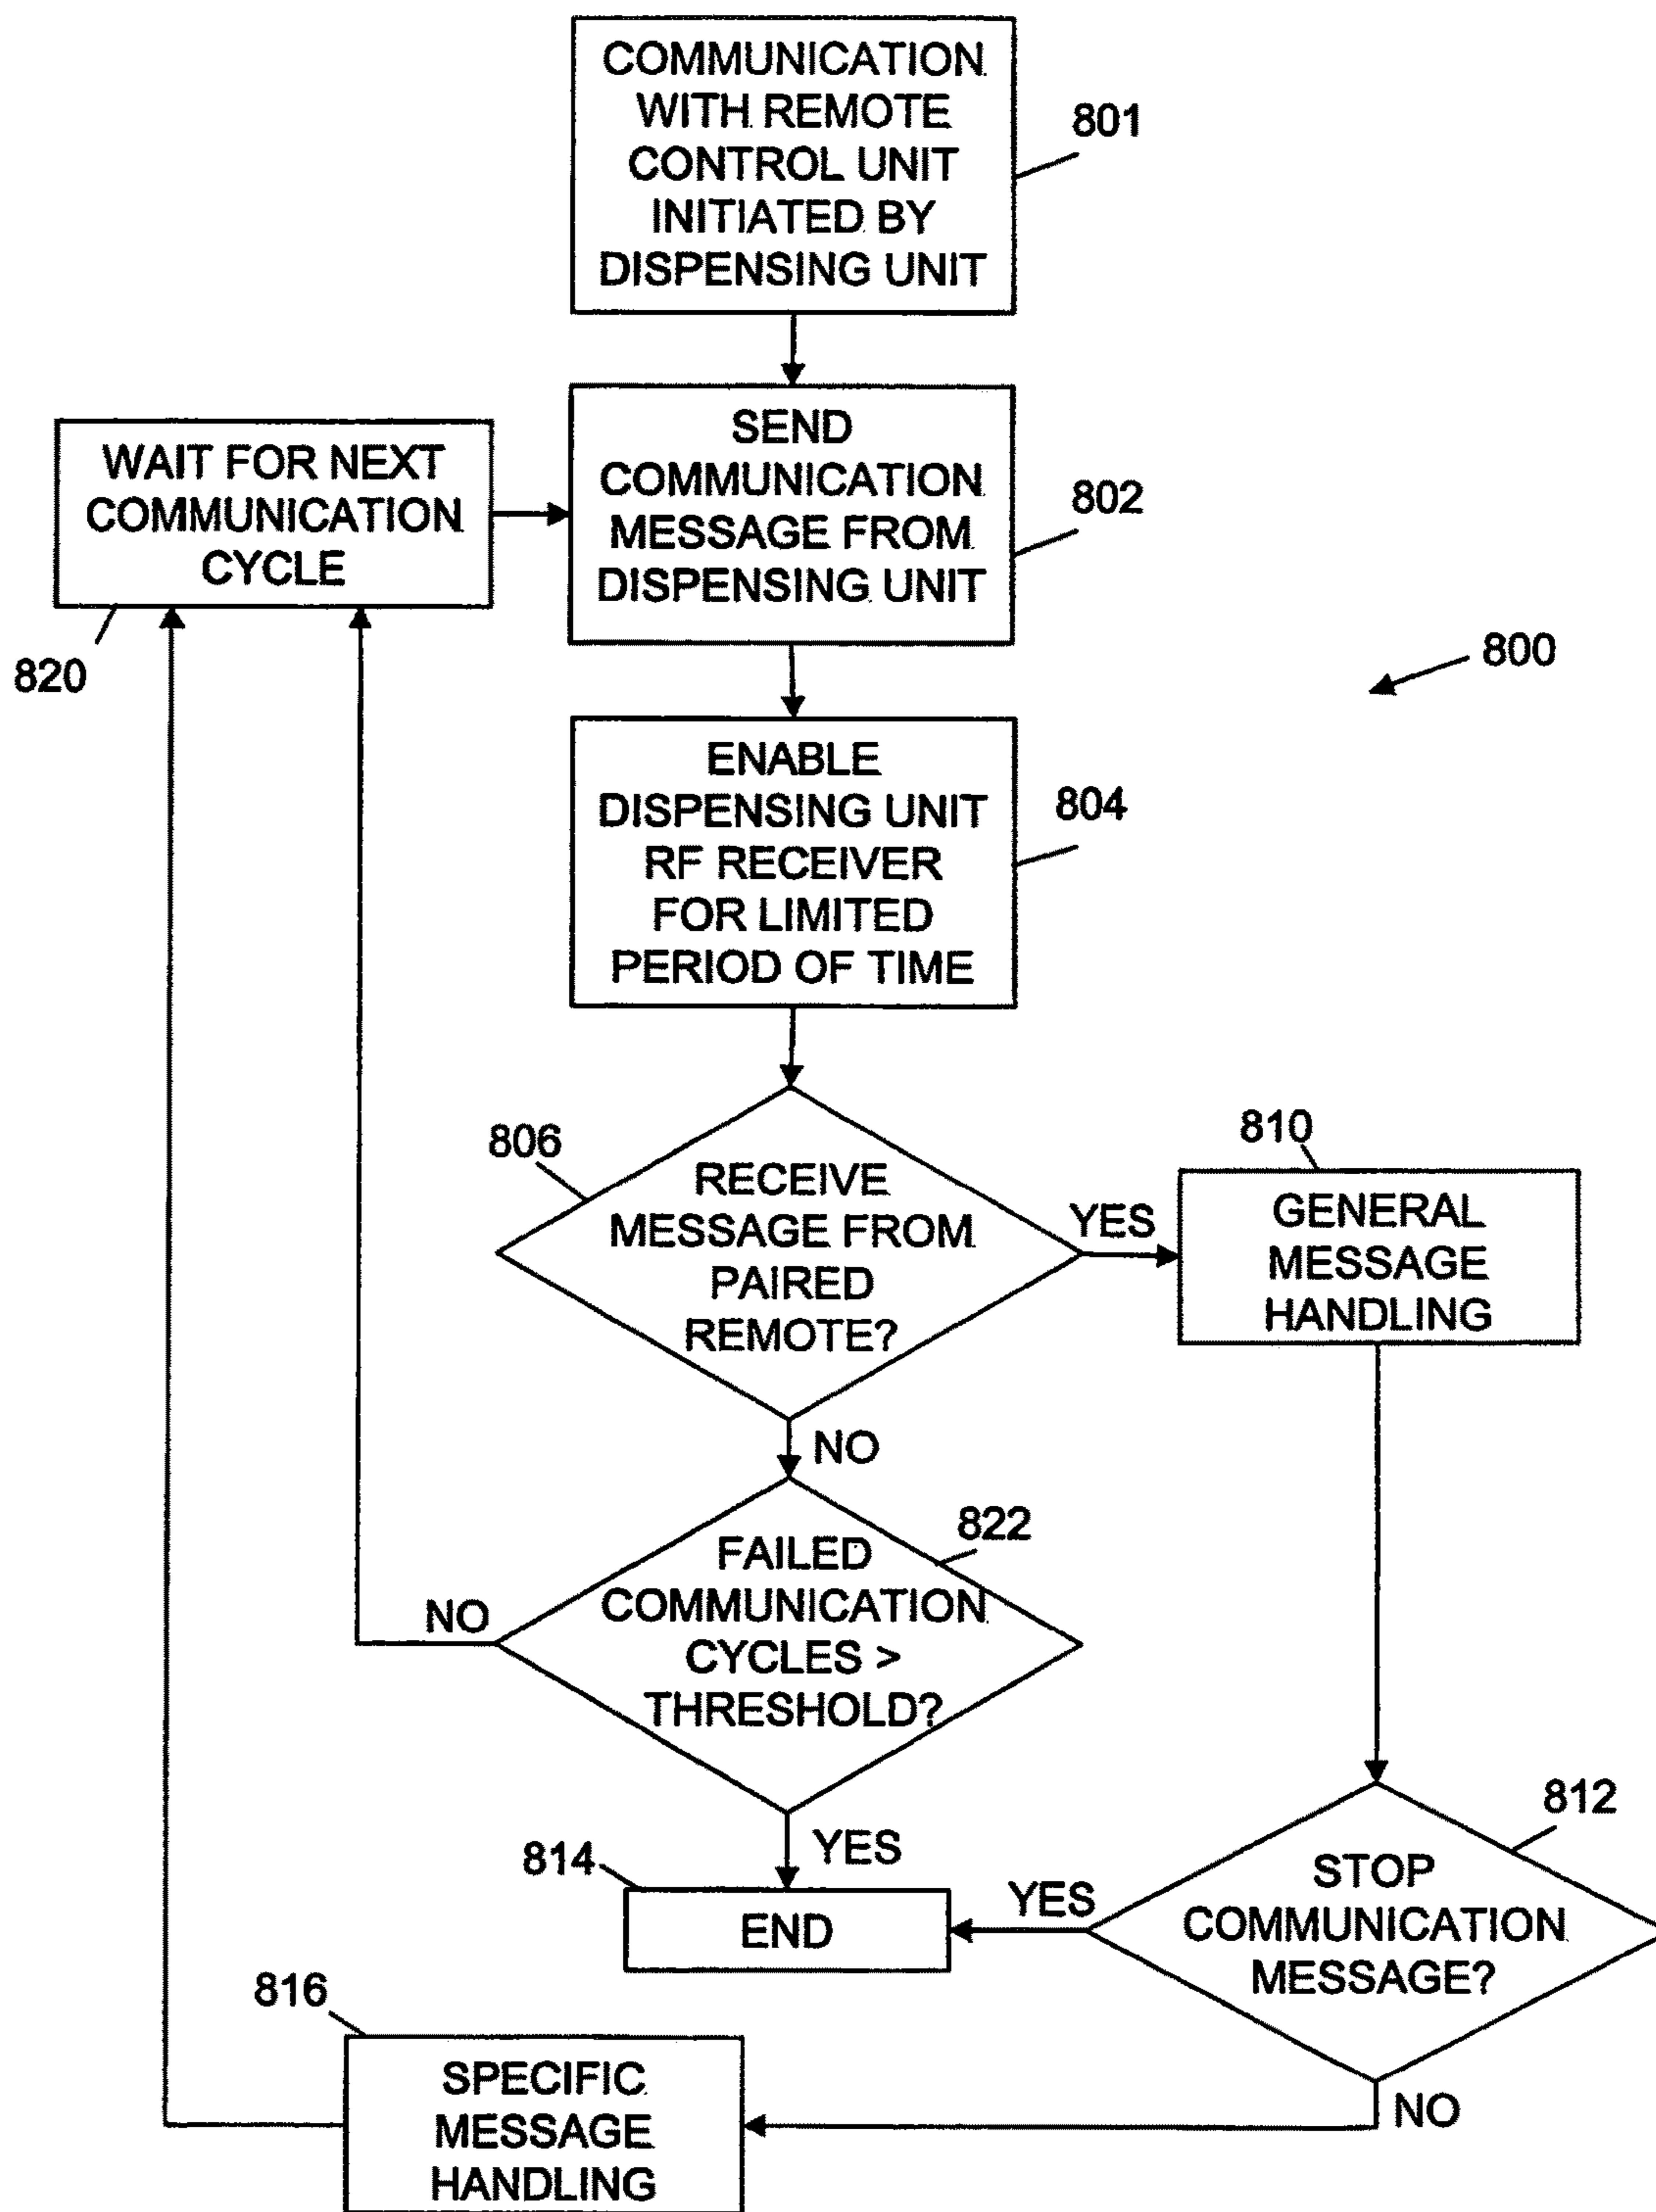 COMMUNICATION
WITH REMOTE
CONTROL UNIT
INITIATED BY
DISPENSING UNIT
801
SEND
COMMUNICATION
MESSAGE FROM
DISPENSING UNIT
802
WAIT FOR NEXT
COMMUNICATION
CYCLE
820
800
ENABLE
DISPENSING UNIT
RF RECEIVER
FOR LIMITED
PERIOD OF TIME
804
806
RECEIVE
MESSAGE FROM
PAIRED
REMOTE?
YES
810
GENERAL
MESSAGE
HANDLING
NO
822
FAILED
COMMUNICATION
CYCLES >
THRESHOLD?
NO
YES
814
END
YES
812
STOP
COMMUNICATION
MESSAGE?
NO
816
SPECIFIC
MESSAGE
HANDLING